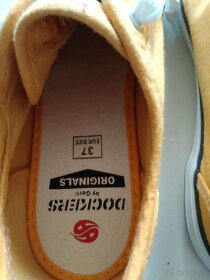 37
EUR SIZE
ORIGINALS
by Gerli
DOCKERS